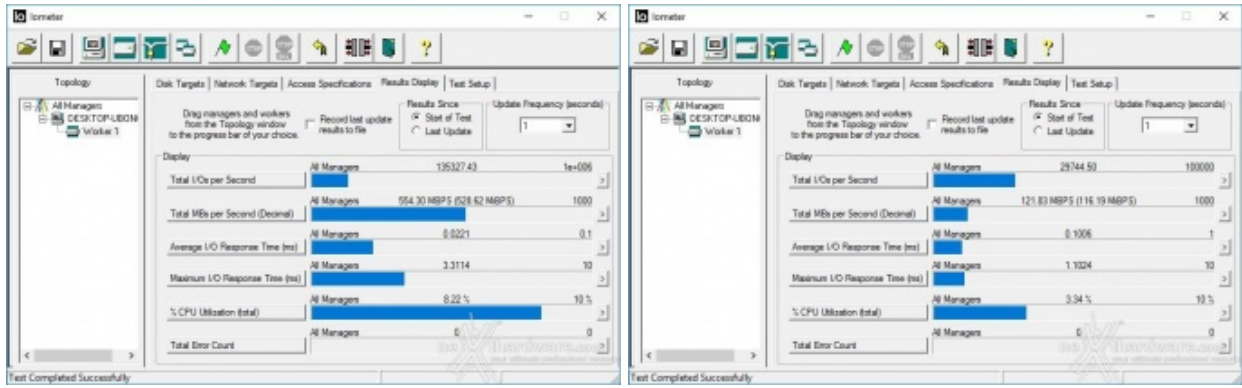 Iometer
Topology
All Managers
DESKTOP-UBON
Worker 1
Disk Targets Network Targets Access Specifications Results Display Test Setup
Drag managers and workers
from the Topology window
to the progress bar of your choice.
Record last update
results to file
Results Since
Start of Test
Last Update
Update Frequency (seconds)
1
Display
All Managers 135327.43 1e+006
Total I/Os per Second
All Managers 554.30 MBPS (528.62 MiBPS) 1000
Total MBs per Second (Decimal)
All Managers 0.0221 0.1
Average I/O Response Time (ms)
All Managers 3.3114 10
Maximum I/O Response Time (ms)
All Managers 8.22 % 10 %
% CPU Utilization (total)
All Managers 0 0
Total Error Count
Test Completed Successfully
Iometer
Topology
All Managers
DESKTOP-UBON
Worker 1
Disk Targets Network Targets Access Specifications Results Display Test Setup
Drag managers and workers
from the Topology window
to the progress bar of your choice.
Record last update
results to file
Results Since
Start of Test
Last Update
Update Frequency (seconds)
1
Display
All Managers 29744.50 100000
Total I/Os per Second
All Managers 121.83 MBPS (116.19 MiBPS) 1000
Total MBs per Second (Decimal)
All Managers 0.1006 1
Average I/O Response Time (ms)
All Managers 1.1024 10
Maximum I/O Response Time (ms)
All Managers 3.34 % 10 %
% CPU Utilization (total)
All Managers 0 0
Total Error Count
Test Completed Successfully